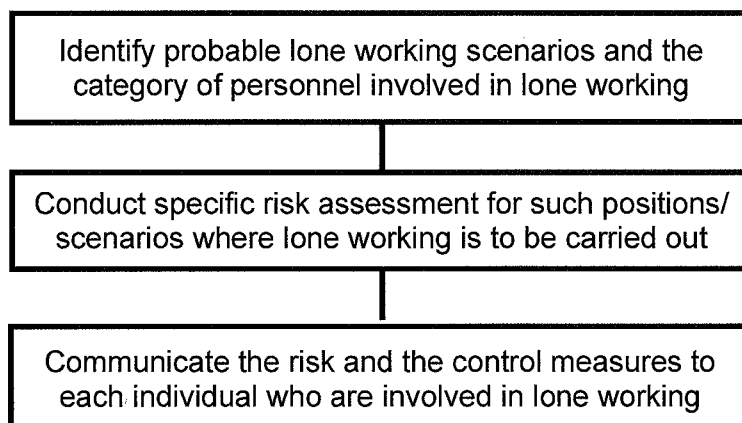 Identify probable lone working scenarios and the
category of personnel involved in lone working
Conduct specific risk assessment for such positions/
scenarios where lone working is to be carried out
Communicate the risk and the control measures to
each individual who are involved in lone working